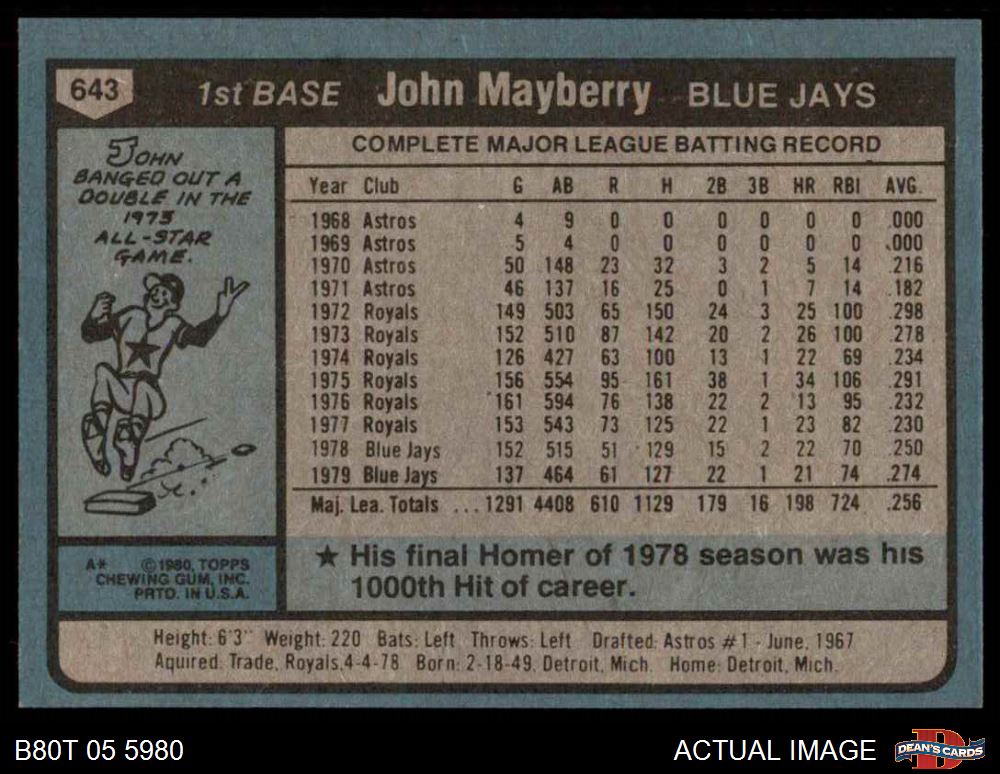 643 1st BASE John Mayberry BLUE JAYS
JOHN
BANGED OUT A
DOUBLE IN THE
1973
ALL-STAR
GAME.
COMPLETE MAJOR LEAGUE BATTING RECORD
Year Club G AB R H 2B 3B HR RBI AVG.
1968 Astros 4 9 0 0 0 0 0 0 .000
1969 Astros 5 4 0 0 0 0 0 0 .000
1970 Astros 50 148 23 32 3 2 5 14 .216
1971 Astros 46 137 16 25 0 1 7 14 .182
1972 Royals 149 503 65 150 24 3 25 100 .298
1973 Royals 152 510 87 142 20 2 26 100 .278
1974 Royals 126 427 63 100 13 1 22 69 .234
1975 Royals 156 554 95 161 38 1 34 106 .291
1976 Royals 161 594 76 138 22 2 13 95 .232
1977 Royals 153 543 73 125 22 1 23 82 .230
1978 Blue Jays 152 515 51 129 15 2 22 70 .250
1979 Blue Jays 137 464 61 127 22 1 21 74 .274
Maj. Lea. Totals ... 1291 4408 610 1129 179 16 198 724 .256
★ His final Homer of 1978 season was his
1000th Hit of career.
A* ©1980, TOPPS
CHEWING GUM, INC.
PRTD. IN U.S.A.
Height: 6'3" Weight: 220 Bats: Left Throws: Left Drafted: Astros #1 - June, 1967
Aquired: Trade, Royals, 4-4-78 Born: 2-18-49, Detroit, Mich. Home: Detroit, Mich.
B80T 05 5980
ACTUAL IMAGE
DEAN'S CARDS